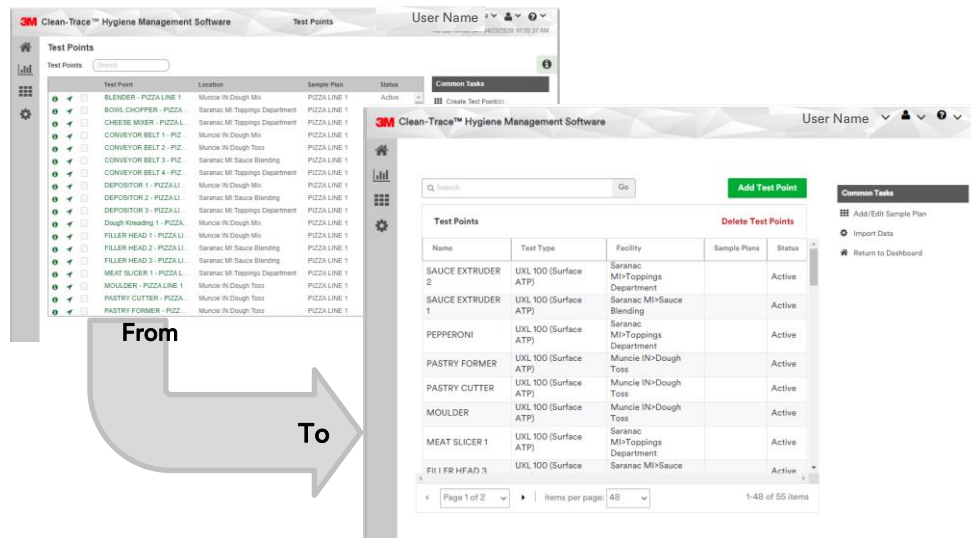 3M Clean-Trace™ Hygiene Management Software Test Points User Name
Test Points
Test Points Search
Test Point Location Sample Plan Status Common Tasks
BLENDER - PIZZA LINE 1 Muncie IN:Dough Mix PIZZA LINE 1 Active Create Test Point(s)
BOWL CHOPPER - PIZZA ... Saranac MI:Toppings Department PIZZA LINE 1
CHEESE MIXER - PIZZA L... Saranac MI:Toppings Department PIZZA LINE 1
CONVEYOR BELT 1 - PIZ... Muncie IN:Dough Mix PIZZA LINE 1
CONVEYOR BELT 2 - PIZ... Muncie IN:Dough Toss PIZZA LINE 1
CONVEYOR BELT 3 - PIZ... Saranac MI:Sauce Blending PIZZA LINE 1
CONVEYOR BELT 4 - PIZ... Saranac MI:Toppings Department PIZZA LINE 1
DEPOSITOR 1 - PIZZA LI... Muncie IN:Dough Mix PIZZA LINE 1
DEPOSITOR 2 - PIZZA LI... Saranac MI:Sauce Blending PIZZA LINE 1
DEPOSITOR 3 - PIZZA LI... Saranac MI:Toppings Department PIZZA LINE 1
Dough Kneading 1 - PIZZA... Muncie IN:Dough Mix PIZZA LINE 1
FILLER HEAD 1 - PIZZA LI... Muncie IN:Dough Mix PIZZA LINE 1
FILLER HEAD 2 - PIZZA LI... Saranac MI:Sauce Blending PIZZA LINE 1
FILLER HEAD 3 - PIZZA LI... Saranac MI:Sauce Blending PIZZA LINE 1
MEAT SLICER 1 - PIZZA L... Saranac MI:Toppings Department PIZZA LINE 1
MOULDER - PIZZA LINE 1 Muncie IN:Dough Toss PIZZA LINE 1
PASTRY CUTTER - PIZZA... Muncie IN:Dough Toss PIZZA LINE 1
PASTRY FORMER - PIZZ... Muncie IN:Dough Toss PIZZA LINE 1
From
To
3M Clean-Trace™ Hygiene Management Software User Name
Search Go Add Test Point
Common Tasks
Add/Edit Sample Plan
Import Data
Return to Dashboard
Test Points Delete Test Points
Name Test Type Facility Sample Plans Status
SAUCE EXTRUDER 2 UXL 100 (Surface ATP) Saranac MI>Toppings Department Active
SAUCE EXTRUDER 1 UXL 100 (Surface ATP) Saranac MI>Sauce Blending Active
PEPPERONI UXL 100 (Surface ATP) Saranac MI>Toppings Department Active
PASTRY FORMER UXL 100 (Surface ATP) Muncie IN>Dough Toss Active
PASTRY CUTTER UXL 100 (Surface ATP) Muncie IN>Dough Toss Active
MOULDER UXL 100 (Surface ATP) Muncie IN>Dough Toss Active
MEAT SLICER 1 UXL 100 (Surface ATP) Saranac MI>Toppings Department Active
FILLER HEAD 3 UXL 100 (Surface Saranac MI>Sauce Active
Page 1 of 2 items per page: 48 1-48 of 55 items